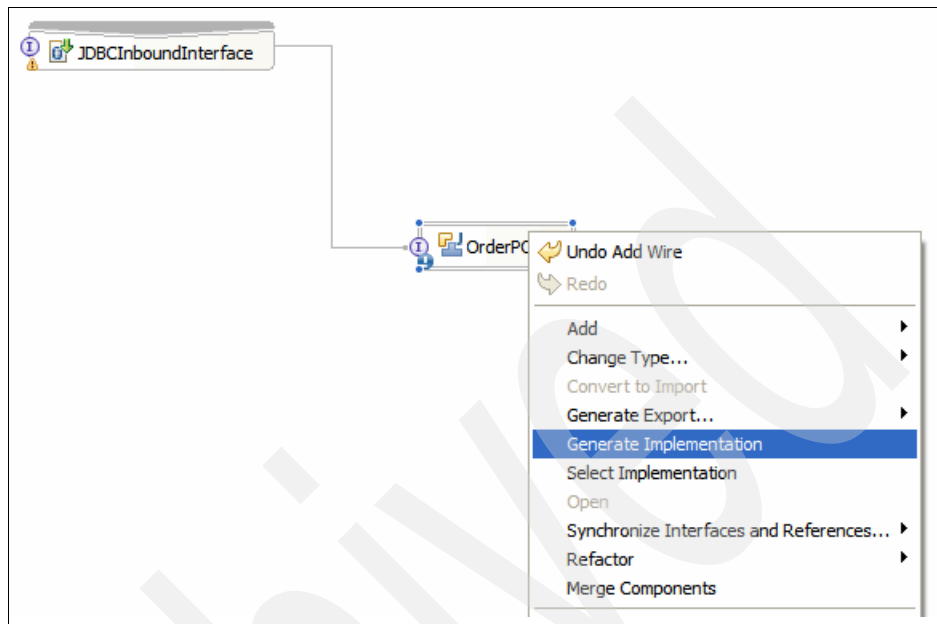 JDBCInboundInterface
OrderPO
Undo Add Wire
Redo
Add
Change Type...
Convert to Import
Generate Export...
Generate Implementation
Select Implementation
Open
Synchronize Interfaces and References...
Refactor
Merge Components